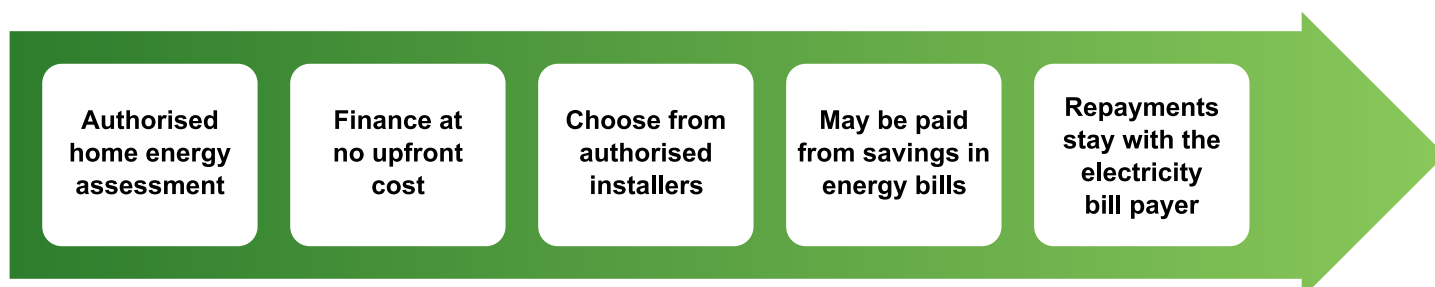 Authorised
home energy
assessment
Finance at
no upfront
cost
Choose from
authorised
installers
May be paid
from savings in
energy bills
Repayments
stay with the
electricity
bill payer